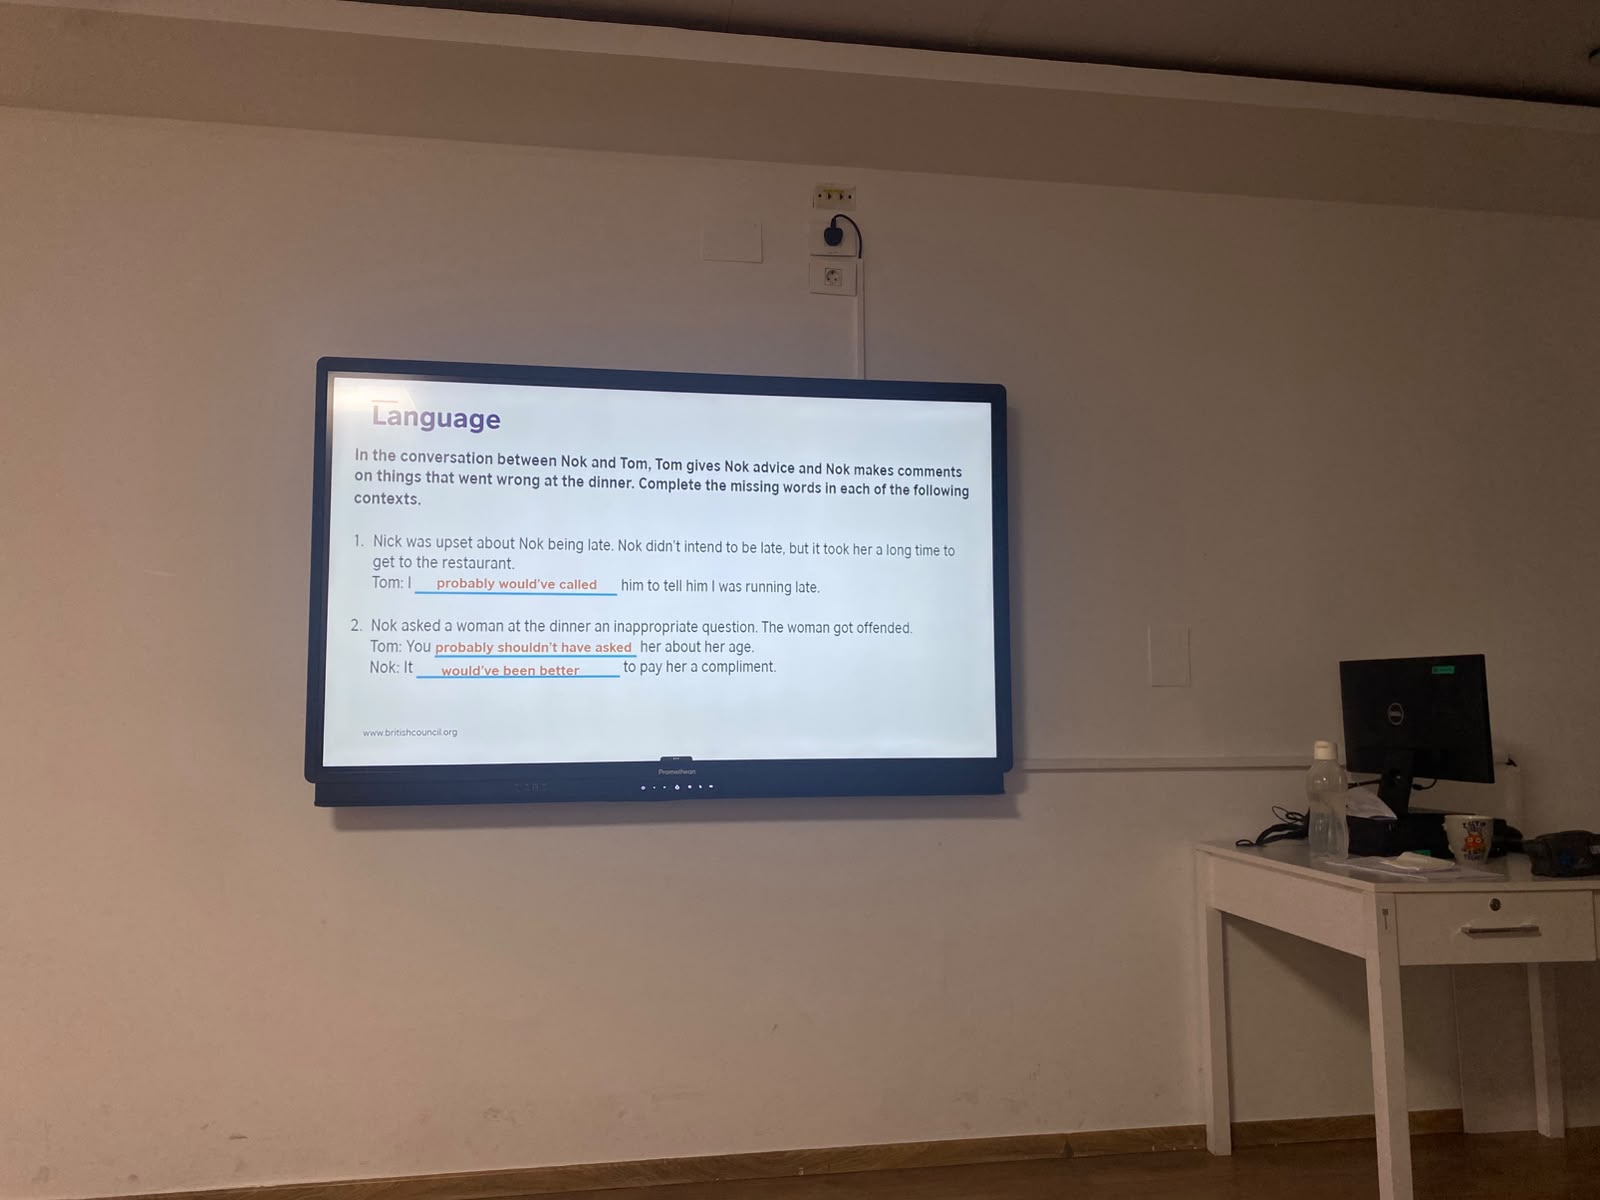 Language
In the conversation between Nok and Tom, Tom gives Nok advice and Nok makes comments
on things that went wrong at the dinner. Complete the missing words in each of the following
contexts.
1. Nick was upset about Nok being late. Nok didn't intend to be late, but it took her a long time to
get to the restaurant.
Tom: I probably would've called him to tell him I was running late.
2. Nok asked a woman at the dinner an inappropriate question. The woman got offended.
Tom: You probably shouldn't have asked her about her age.
Nok: It would've been better to pay her a compliment.
www.britishcouncil.org
Promethean
DELL